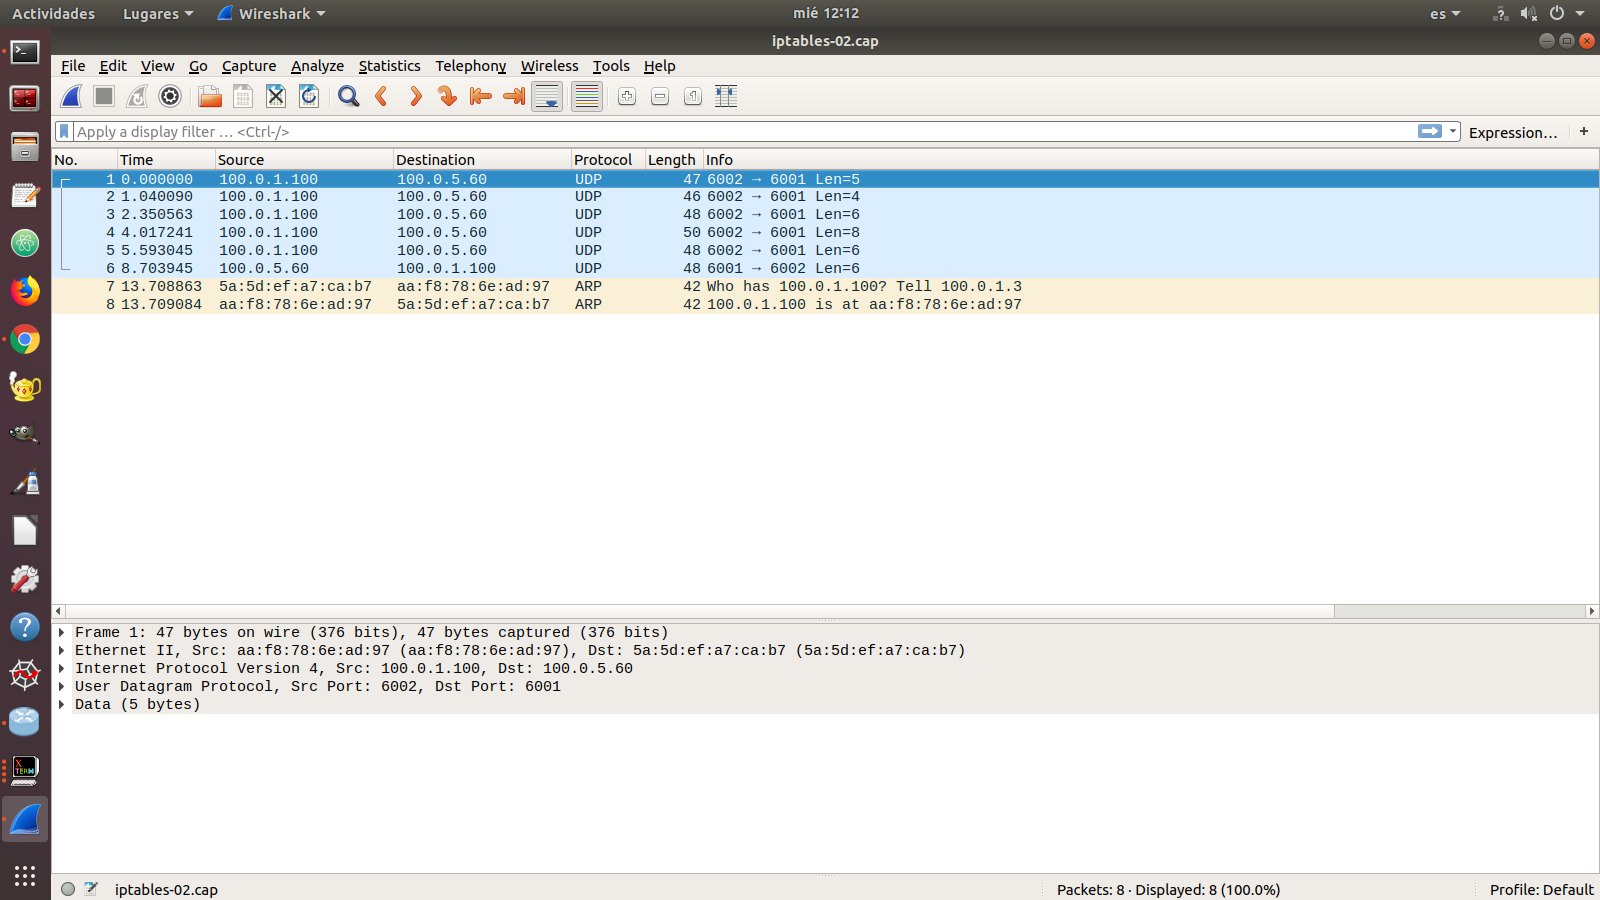 Actividades Lugares Wireshark mié 12:12 es
iptables-02.cap
File Edit View Go Capture Analyze Statistics Telephony Wireless Tools Help
Apply a display filter … <Ctrl-/> Expression… +
No. Time Source Destination Protocol Length Info
1 0.000000 100.0.1.100 100.0.5.60 UDP 47 6002 → 6001 Len=5
2 1.040090 100.0.1.100 100.0.5.60 UDP 46 6002 → 6001 Len=4
3 2.350563 100.0.1.100 100.0.5.60 UDP 48 6002 → 6001 Len=6
4 4.017241 100.0.1.100 100.0.5.60 UDP 50 6002 → 6001 Len=8
5 5.593045 100.0.1.100 100.0.5.60 UDP 48 6002 → 6001 Len=6
6 8.703945 100.0.5.60 100.0.1.100 UDP 48 6001 → 6002 Len=6
7 13.708863 5a:5d:ef:a7:ca:b7 aa:f8:78:6e:ad:97 ARP 42 Who has 100.0.1.100? Tell 100.0.1.3
8 13.709084 aa:f8:78:6e:ad:97 5a:5d:ef:a7:ca:b7 ARP 42 100.0.1.100 is at aa:f8:78:6e:ad:97
Frame 1: 47 bytes on wire (376 bits), 47 bytes captured (376 bits)
Ethernet II, Src: aa:f8:78:6e:ad:97 (aa:f8:78:6e:ad:97), Dst: 5a:5d:ef:a7:ca:b7 (5a:5d:ef:a7:ca:b7)
Internet Protocol Version 4, Src: 100.0.1.100, Dst: 100.0.5.60
User Datagram Protocol, Src Port: 6002, Dst Port: 6001
Data (5 bytes)
X
TERM
iptables-02.cap Packets: 8 · Displayed: 8 (100.0%) Profile: Default